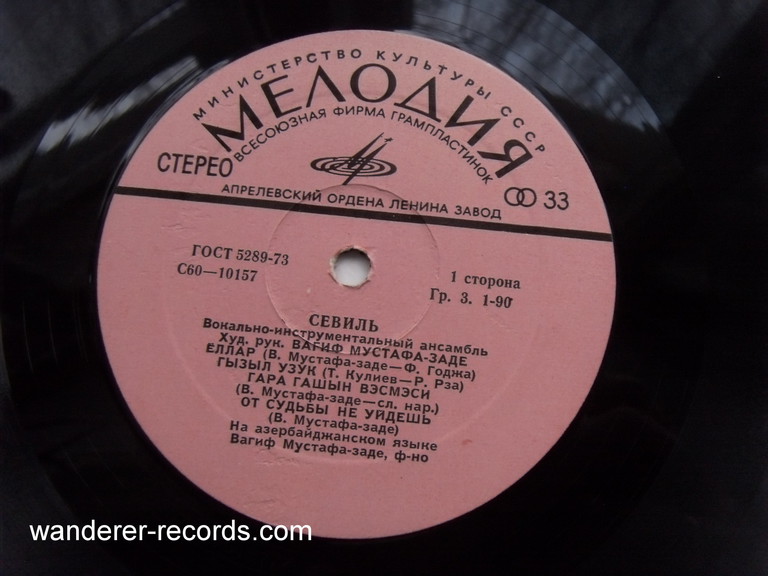 МИНИСТЕРСТВО КУЛЬТУРЫ СССР
МЕЛОДИЯ
ВСЕСОЮЗНАЯ ФИРМА ГРАМПЛАСТИНОК
СТЕРЕО
33
АПРЕЛЕВСКИЙ ОРДЕНА ЛЕНИНА ЗАВОД
ГОСТ 5289-73
С60—10157
1 сторона
Гр. 3. 1-90
СЕВИЛЬ
Вокально-инструментальный ансамбль
Худ. рук. ВАГИФ МУСТАФА-ЗАДЕ
ЕЛЛАР (В. Мустафа-заде—Ф. Годжа)
ГЫЗЫЛ УЗУК (Т. Кулиев—Р. Рза)
ГАРА ГАШЫН ВЭСМЭСИ
(В. Мустафа-заде—сл. нар.)
ОТ СУДЬБЫ НЕ УЙДЕШЬ
(В. Мустафа-заде)
На азербайджанском языке
Вагиф Мустафа-заде, ф-но
wanderer-records.com